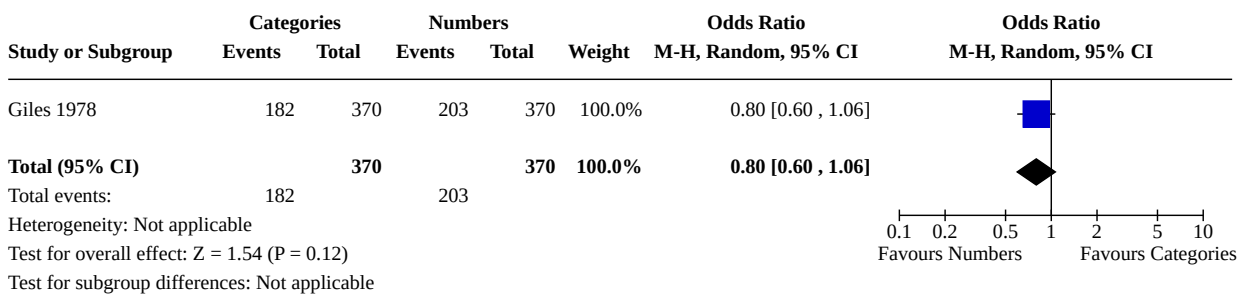 Categories Numbers Odds Ratio Odds Ratio
Study or Subgroup Events Total Events Total Weight M-H, Random, 95% CI M-H, Random, 95% CI
Giles 1978 182 370 203 370 100.0% 0.80 [0.60 , 1.06]
Total (95% CI) 370 370 100.0% 0.80 [0.60 , 1.06]
Total events: 182 203
Heterogeneity: Not applicable 0.1 0.2 0.5 1 2 5 10
Test for overall effect: Z = 1.54 (P = 0.12) Favours Numbers Favours Categories
Test for subgroup differences: Not applicable